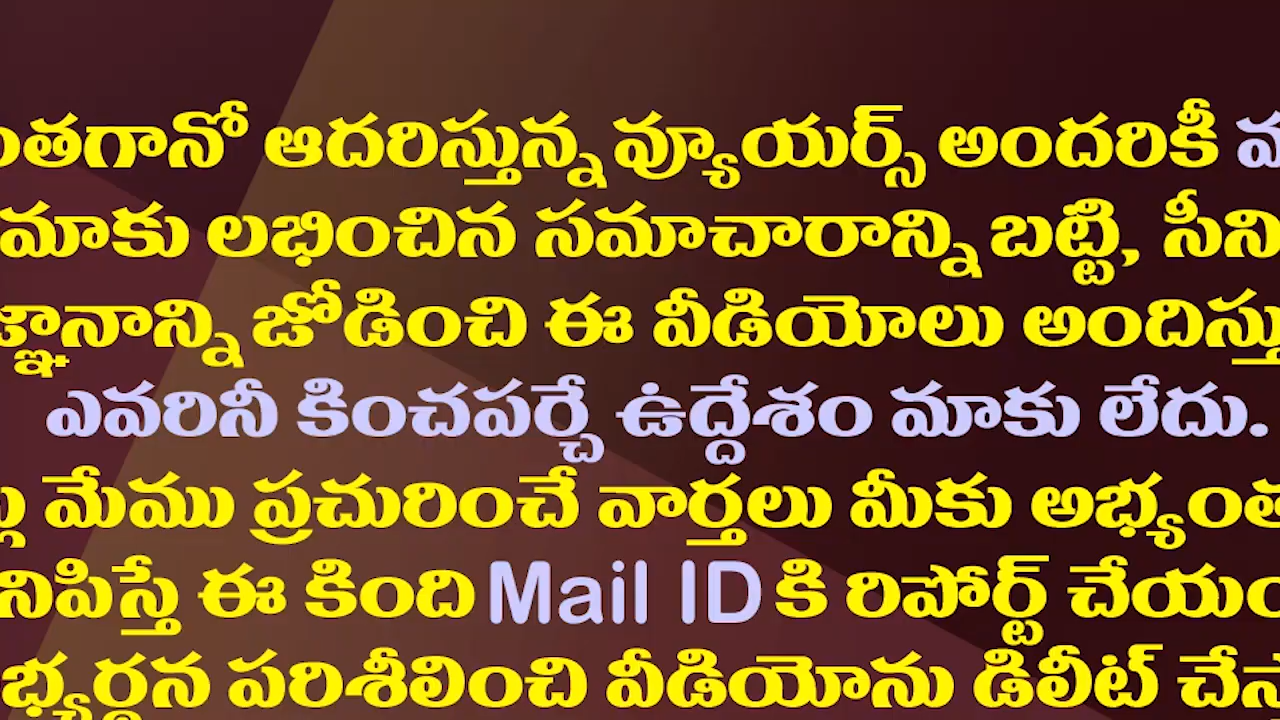 ంతగానో ఆదరిస్తున్న వ్యూయర్స్ అందరికీ
మాకు లభించిన సమాచారాన్ని బట్టి, సీని
జ్ఞానాన్ని జోడించి ఈ వీడియోలు అందిస్తు
ఎవరినీ కించపర్చే ఉద్దేశం మాకు లేదు.
మేము ప్రచురించే వార్తలు మీకు అభ్యంత
నిపిస్తే ఈ కింది Mail ID కి రిపోర్ట్ చేయం
భ్యర్థన పరిశీలించి వీడియోను డిలీట్ చేస